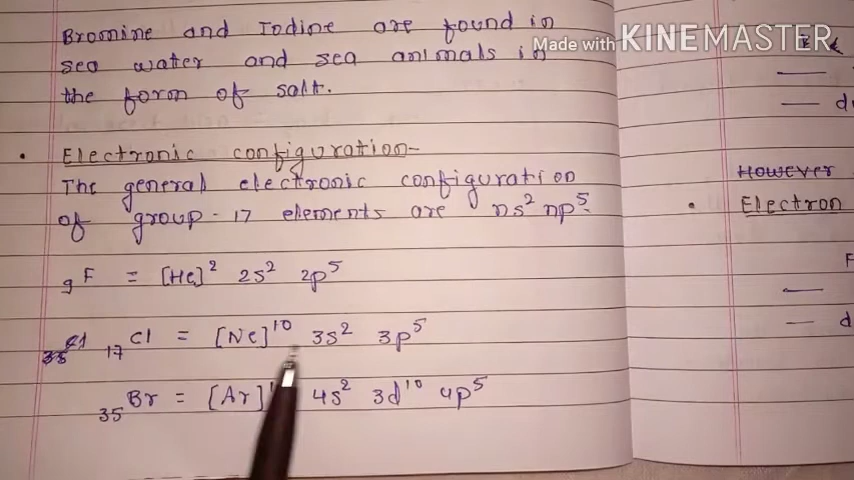 Bromine and Iodine are found in
sea water and sea animals in
the form of salt.
• Electronic configuration-
The general electronic configuration
of group-17 elements are ns² np⁵.
₉F = [He]² 2s² 2p⁵
₁₇Cl = [Ne]¹⁰ 3s² 3p⁵
₃₅Br = [Ar] 4s² 3d¹⁰ 4p⁵
Made with KINEMASTER
However
• Electron